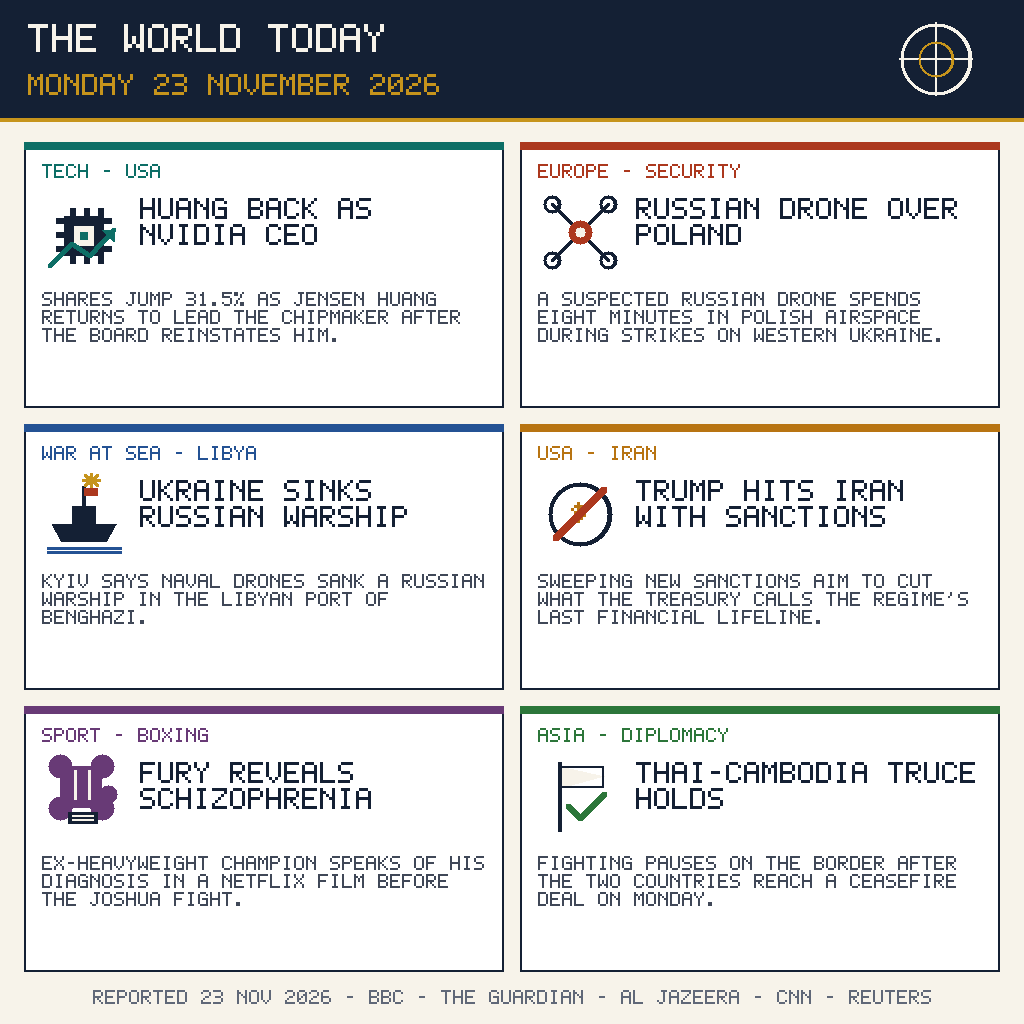 THE WORLD TODAY
MONDAY 23 NOVEMBER 2026
TECH - USA
HUANG BACK AS
NVIDIA CEO
SHARES JUMP 31.5% AS JENSEN HUANG
RETURNS TO LEAD THE CHIPMAKER AFTER
THE BOARD REINSTATES HIM.
EUROPE - SECURITY
RUSSIAN DRONE OVER
POLAND
A SUSPECTED RUSSIAN DRONE SPENDS
EIGHT MINUTES IN POLISH AIRSPACE
DURING STRIKES ON WESTERN UKRAINE.
WAR AT SEA - LIBYA
UKRAINE SINKS
RUSSIAN WARSHIP
KYIV SAYS NAVAL DRONES SANK A RUSSIAN
WARSHIP IN THE LIBYAN PORT OF
BENGHAZI.
USA - IRAN
TRUMP HITS IRAN
WITH SANCTIONS
SWEEPING NEW SANCTIONS AIM TO CUT
WHAT THE TREASURY CALLS THE REGIME'S
LAST FINANCIAL LIFELINE.
SPORT - BOXING
FURY REVEALS
SCHIZOPHRENIA
EX-HEAVYWEIGHT CHAMPION SPEAKS OF HIS
DIAGNOSIS IN A NETFLIX FILM BEFORE
THE JOSHUA FIGHT.
ASIA - DIPLOMACY
THAI-CAMBODIA TRUCE
HOLDS
FIGHTING PAUSES ON THE BORDER AFTER
THE TWO COUNTRIES REACH A CEASEFIRE
DEAL ON MONDAY.
REPORTED 23 NOV 2026 - BBC - THE GUARDIAN - AL JAZEERA - CNN - REUTERS